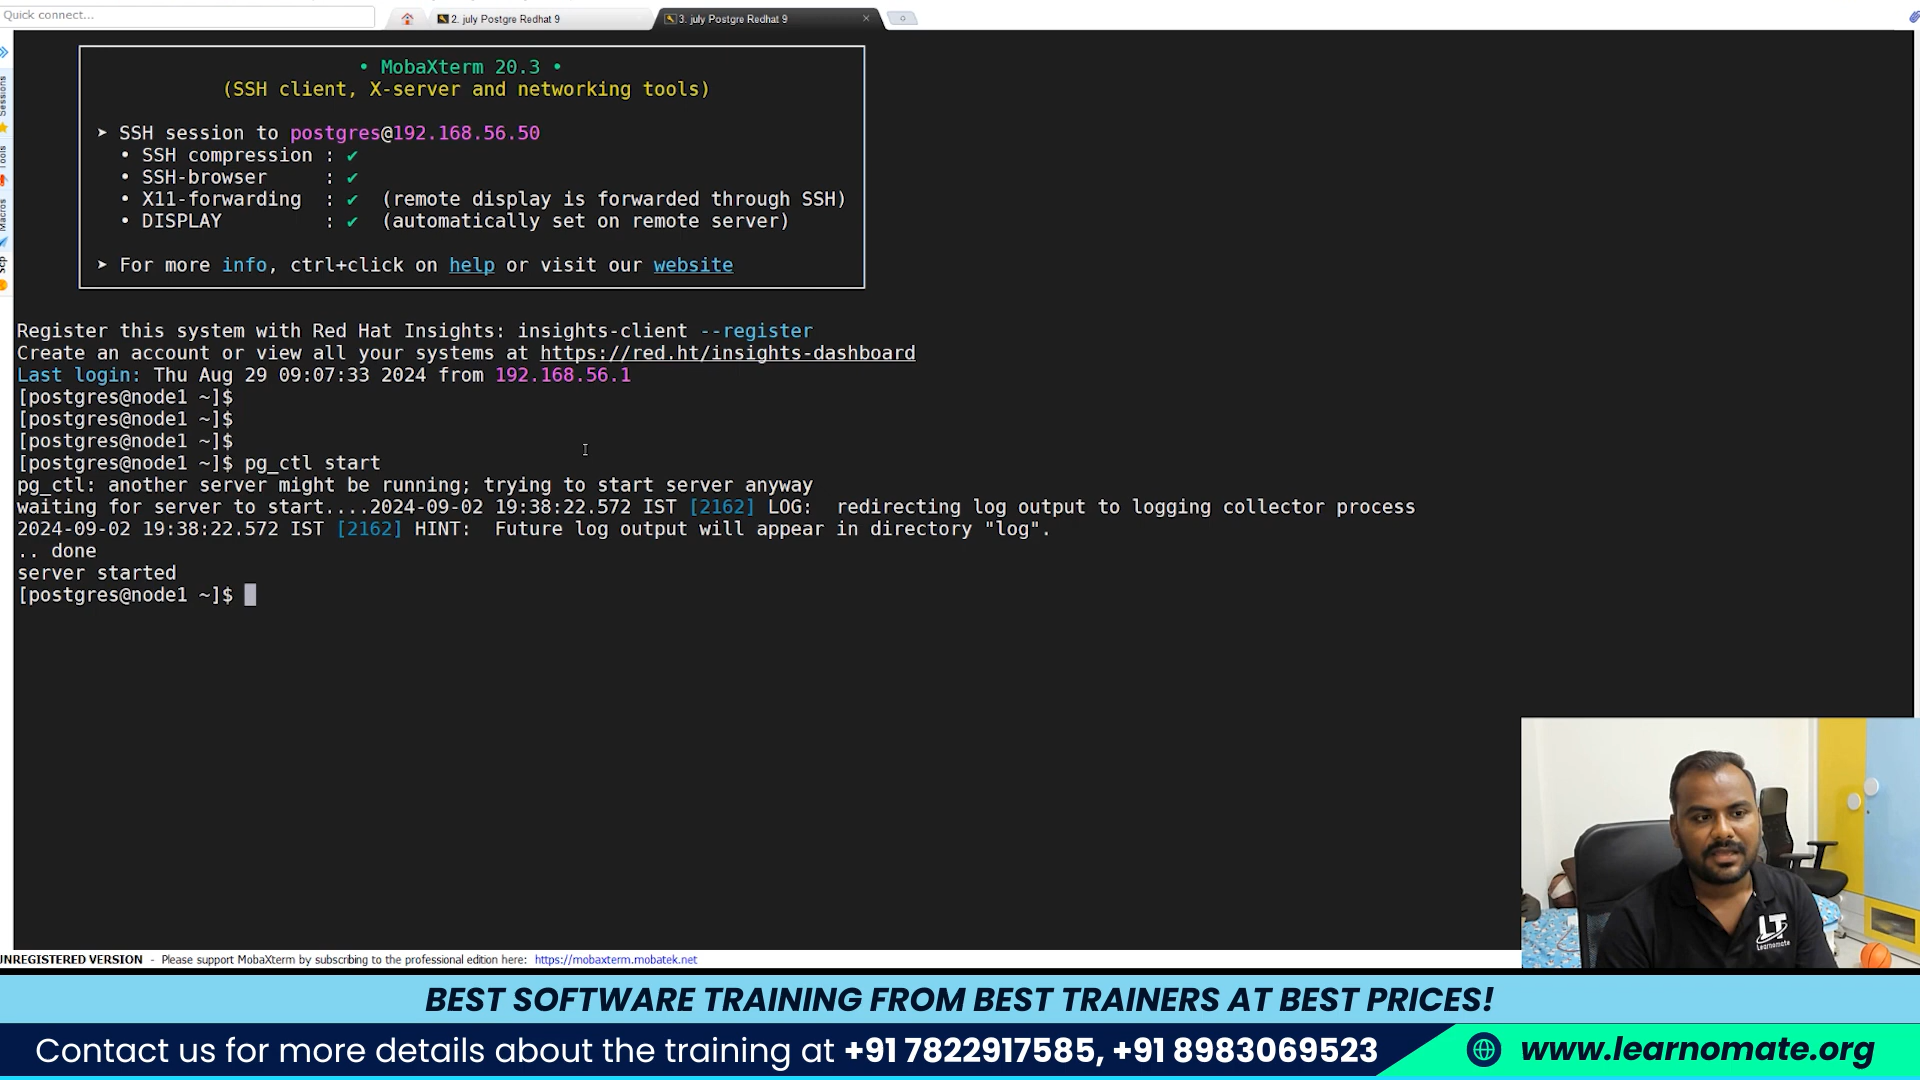 Quick connect...
2. july Postgre Redhat 9
3. july Postgre Redhat 9
Sessions
Tools
Macros
Scp
• MobaXterm 20.3 •
(SSH client, X-server and networking tools)
➤ SSH session to postgres@192.168.56.50
• SSH compression : ✔
• SSH-browser     : ✔
• X11-forwarding  : ✔  (remote display is forwarded through SSH)
• DISPLAY         : ✔  (automatically set on remote server)
➤ For more info, ctrl+click on help or visit our website
Register this system with Red Hat Insights: insights-client --register
Create an account or view all your systems at https://red.ht/insights-dashboard
Last login: Thu Aug 29 09:07:33 2024 from 192.168.56.1
[postgres@node1 ~]$
[postgres@node1 ~]$
[postgres@node1 ~]$
[postgres@node1 ~]$ pg_ctl start
pg_ctl: another server might be running; trying to start server anyway
waiting for server to start....2024-09-02 19:38:22.572 IST [2162] LOG:  redirecting log output to logging collector process
2024-09-02 19:38:22.572 IST [2162] HINT:  Future log output will appear in directory "log".
.. done
server started
[postgres@node1 ~]$
LT
Learnomate
UNREGISTERED VERSION - Please support MobaXterm by subscribing to the professional edition here: https://mobaxterm.mobatek.net
BEST SOFTWARE TRAINING FROM BEST TRAINERS AT BEST PRICES!
Contact us for more details about the training at +91 7822917585, +91 8983069523
www.learnomate.org